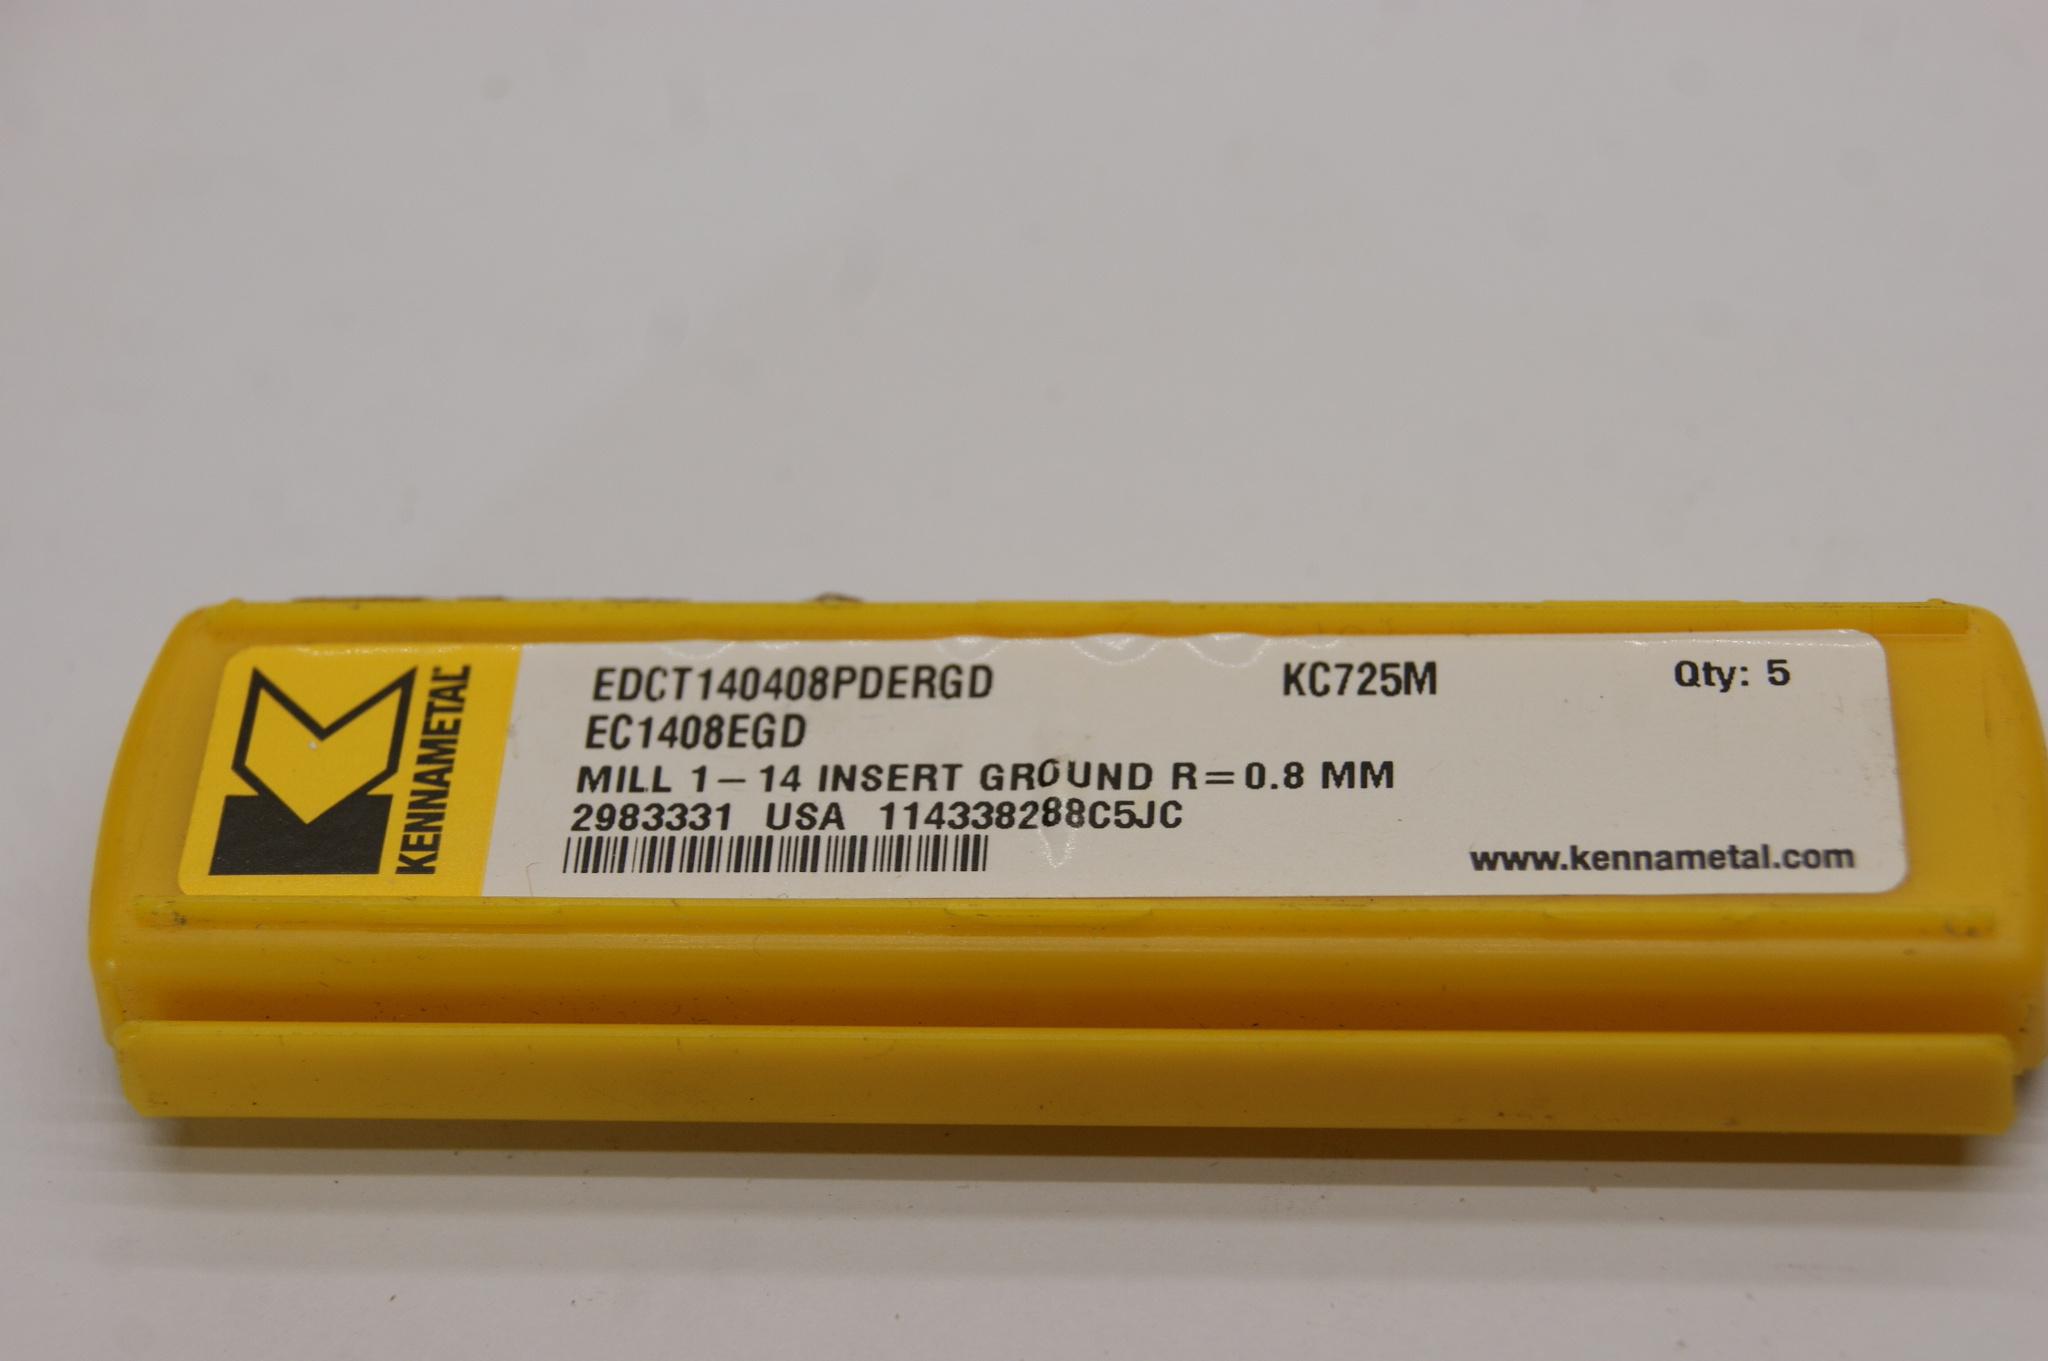 KENNAMETAL
EDCT140408PDERGD KC725M Qty: 5
EC1408EGD
MILL 1-14 INSERT GROUND R=0.8 MM
2983331 USA 114338288C5JC
www.kennametal.com